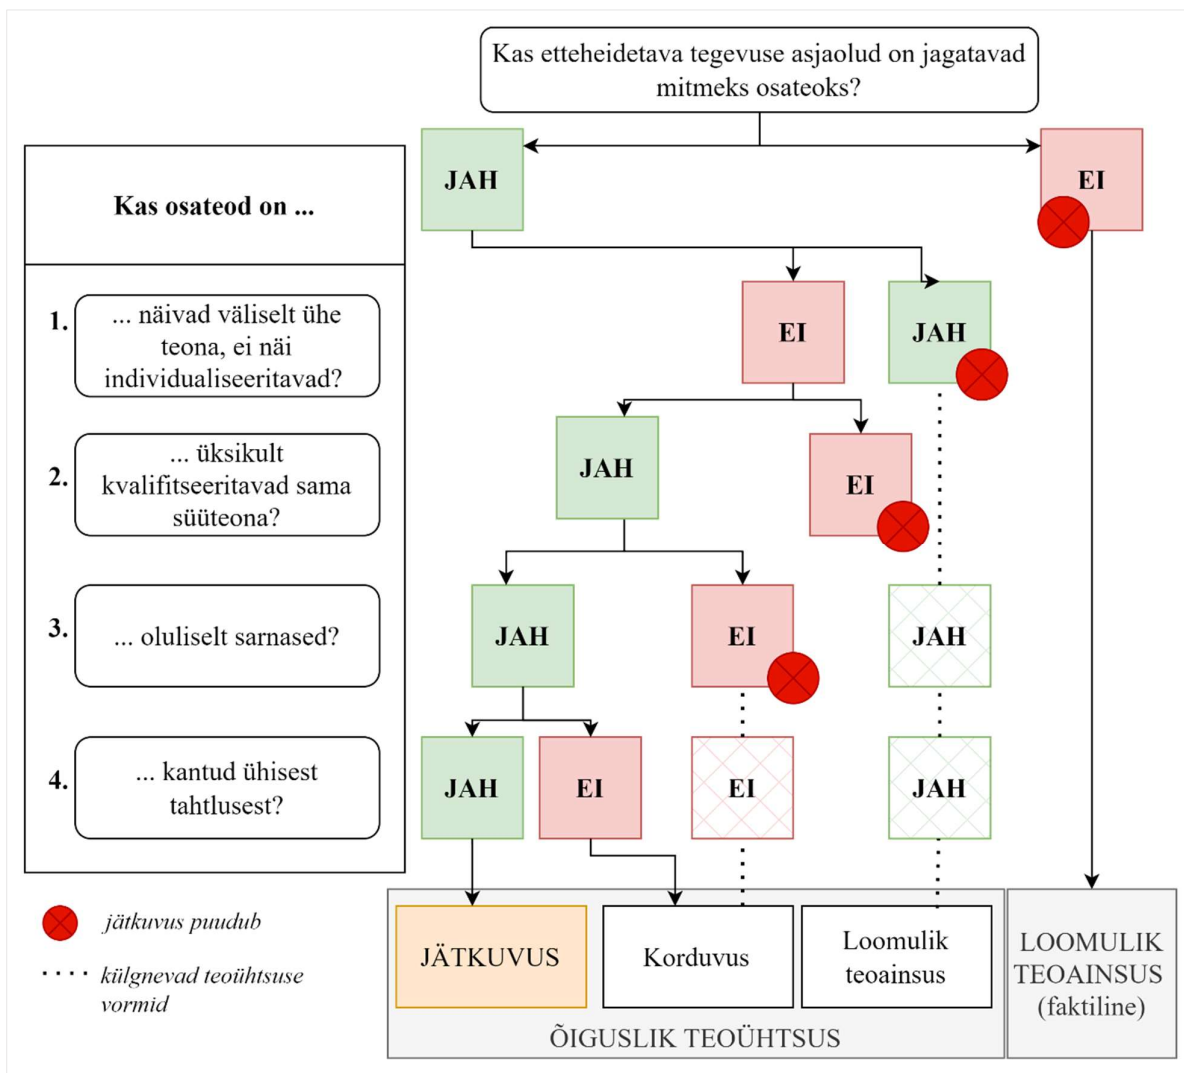 Kas etteheidetava tegevuse asjaolud on jagatavad
mitmeks osateoks?
JAH
EI
Kas osateod on ...
1.
... näivad väliselt ühe
teona, ei näi
individualiseeritavad?
EI
JAH
2.
... üksikult
kvalifitseeritavad sama
süüteona?
JAH
EI
3.
... oluliselt sarnased?
JAH
EI
JAH
4.
... kantud ühisest
tahtlusest?
JAH
EI
EI
JAH
jätkuvus puudub
külgnevad teoühtsuse
vormid
JÄTKUVUS
Korduvus
Loomulik
teoainsus
ÕIGUSLIK TEOÜHTSUS
LOOMULIK
TEOAINSUS
(faktiline)